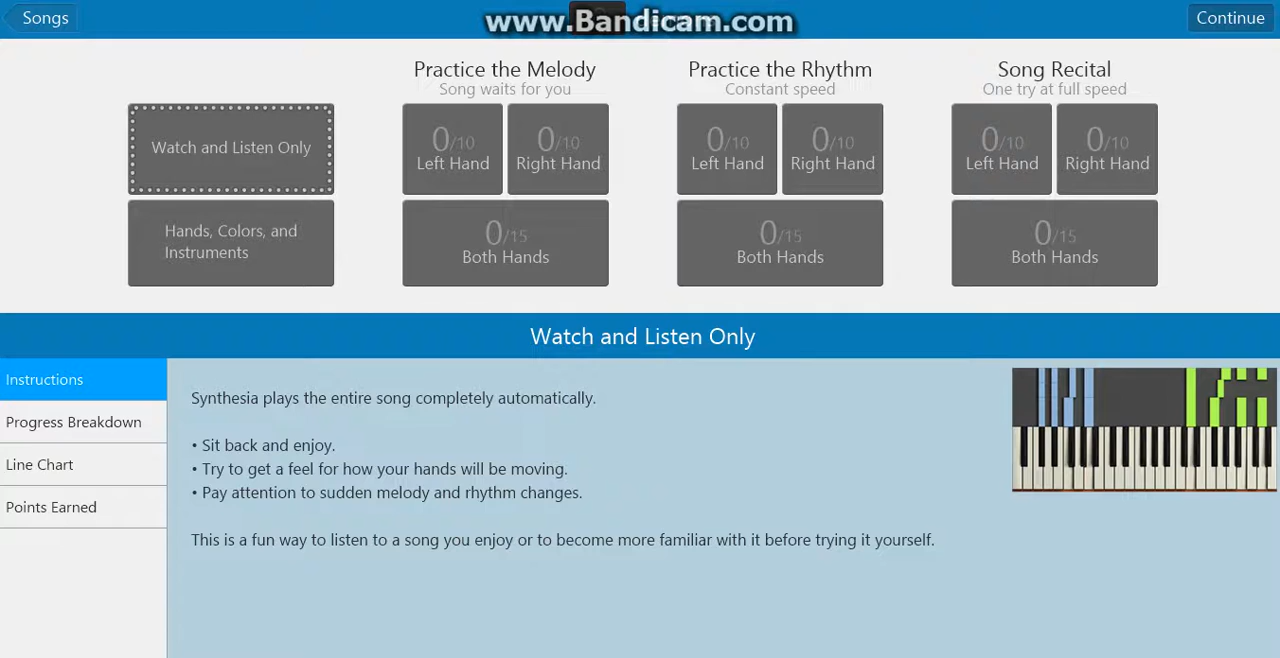 Songs
www.Bandicam.com
Continue
Practice the Melody
Song waits for you
Practice the Rhythm
Constant speed
Song Recital
One try at full speed
Watch and Listen Only
0/10
Left Hand
0/10
Right Hand
0/10
Left Hand
0/10
Right Hand
0/10
Left Hand
0/10
Right Hand
Hands, Colors, and
Instruments
0/15
Both Hands
0/15
Both Hands
0/15
Both Hands
Watch and Listen Only
Instructions
Progress Breakdown
Line Chart
Points Earned
Synthesia plays the entire song completely automatically.
• Sit back and enjoy.
• Try to get a feel for how your hands will be moving.
• Pay attention to sudden melody and rhythm changes.
This is a fun way to listen to a song you enjoy or to become more familiar with it before trying it yourself.